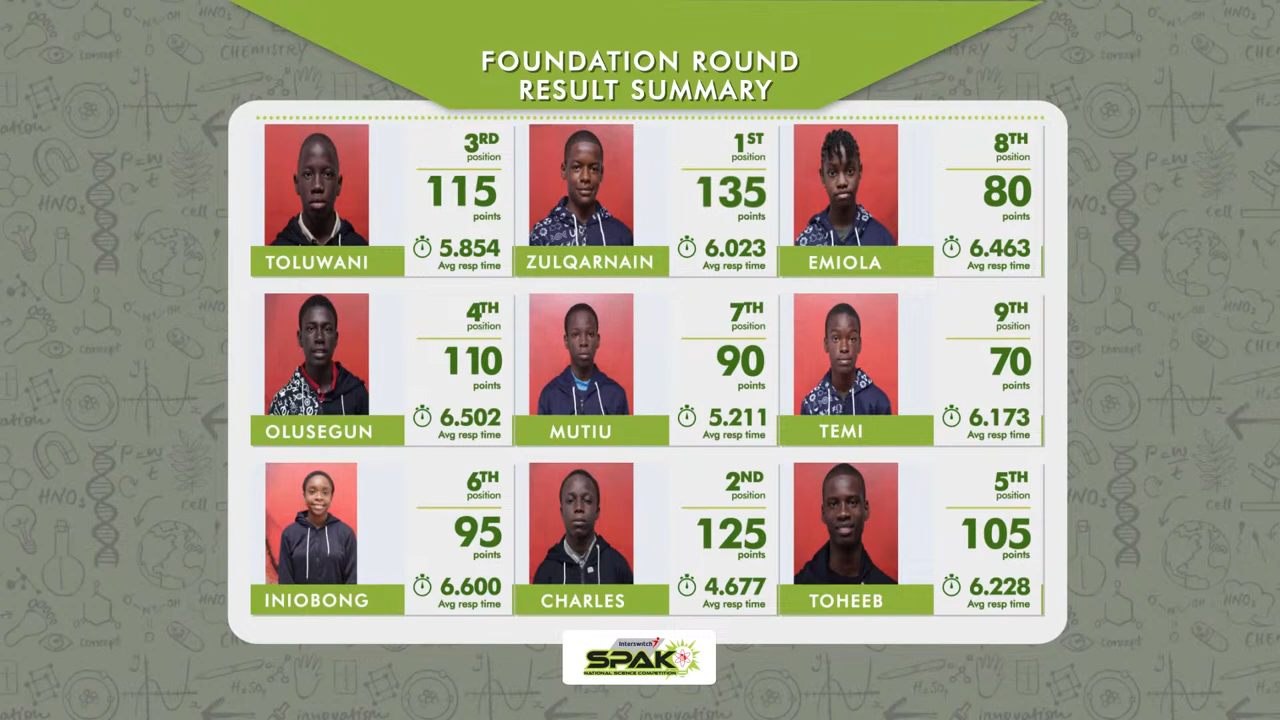 FOUNDATION ROUND
RESULT SUMMARY
3RD
position
115
points
5.854
Avg resp time
TOLUWANI
1ST
position
135
points
6.023
Avg resp time
ZULQARNAIN
8TH
position
80
points
6.463
Avg resp time
EMIOLA
4TH
position
110
points
6.502
Avg resp time
OLUSEGUN
7TH
position
90
points
5.211
Avg resp time
MUTIU
9TH
position
70
points
6.173
Avg resp time
TEMI
6TH
position
95
points
6.600
Avg resp time
INIOBONG
2ND
position
125
points
4.677
Avg resp time
CHARLES
5TH
position
105
points
6.228
Avg resp time
TOHEEB
Interswitch
SPAK
NATIONAL SCIENCE COMPETITION